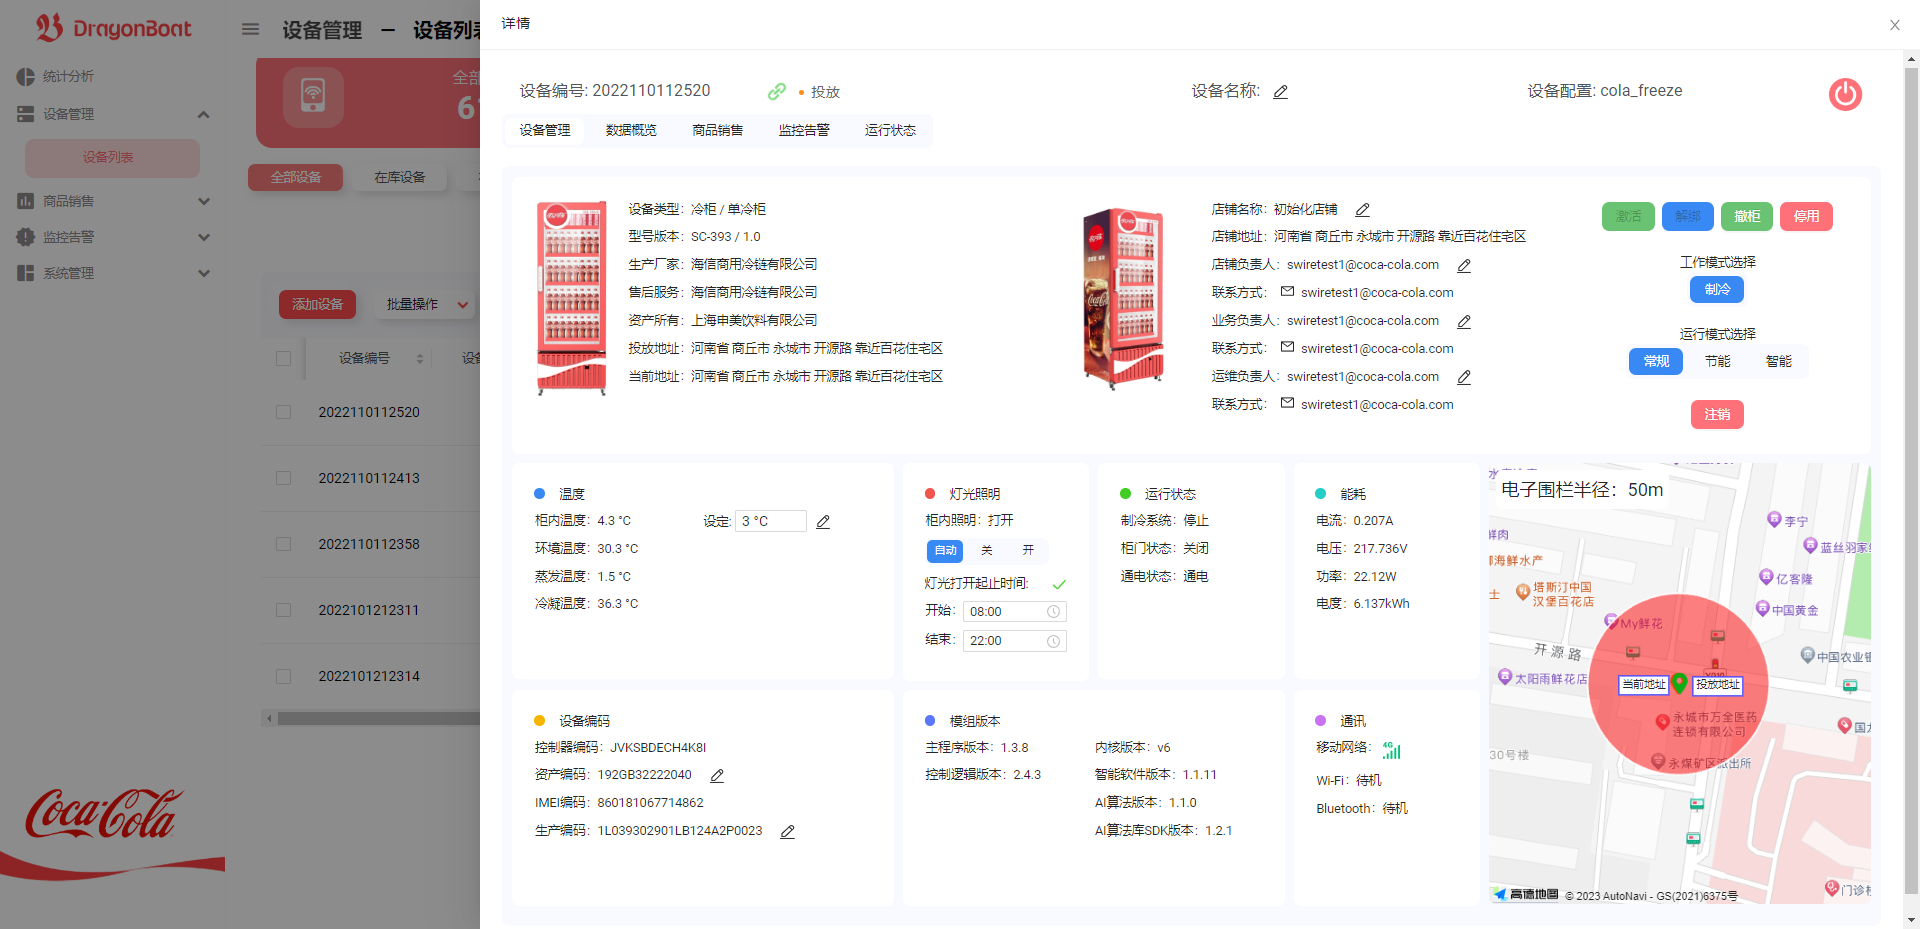 DragonBoat
统计分析
设备管理
设备列表
商品销售
监控告警
系统管理
Coca-Cola
设备管理 – 设备列表
全部设备
在库设备
添加设备
批量操作
设备编号
2022110112520
2022110112413
2022110112358
2022101212311
2022101212314
详情
设备编号: 2022110112520
投放
设备名称:
设备配置: cola_freeze
设备管理 数据概览 商品销售 监控告警 运行状态
设备类型: 冷柜 / 单冷柜
型号版本: SC-393 / 1.0
生产厂家: 海信商用冷链有限公司
售后服务: 海信商用冷链有限公司
资产所有: 上海申美饮料有限公司
投放地址: 河南省 商丘市 永城市 开源路 靠近百花住宅区
当前地址: 河南省 商丘市 永城市 开源路 靠近百花住宅区
店铺名称: 初始化店铺
店铺地址: 河南省 商丘市 永城市 开源路 靠近百花住宅区
店铺负责人: swiretest1@coca-cola.com
联系方式: swiretest1@coca-cola.com
业务负责人: swiretest1@coca-cola.com
联系方式: swiretest1@coca-cola.com
运维负责人: swiretest1@coca-cola.com
联系方式: swiretest1@coca-cola.com
激活 解绑 撤柜 停用
工作模式选择
制冷
运行模式选择
常规 节能 智能
注销
温度
柜内温度: 4.3 °C
设定: 3 °C
环境温度: 30.3 °C
蒸发温度: 1.5 °C
冷凝温度: 36.3 °C
灯光照明
柜内照明: 打开
自动 关 开
灯光打开起止时间:
开始: 08:00
结束: 22:00
运行状态
制冷系统: 停止
柜门状态: 关闭
通电状态: 通电
能耗
电流: 0.207A
电压: 217.736V
功率: 22.12W
电度: 6.137kWh
设备编码
控制器编码: JVKSBDECH4K8I
资产编码: 192GB32222040
IMEI编码: 860181067714862
生产编码: 1L039302901LB124A2P0023
模组版本
主程序版本: 1.3.8
控制逻辑版本: 2.4.3
内核版本: v6
智能软件版本: 1.1.11
AI算法版本: 1.1.0
AI算法库SDK版本: 1.2.1
通讯
移动网络: 4G
Wi-Fi: 待机
Bluetooth: 待机
电子围栏半径: 50m
李宁
鲜肉
蓝丝羽家纺
海鲜水产
亿客隆
塔斯汀中国
汉堡百花店
士
中国黄金
My鲜花
开源路
中国农业银
太阳雨鲜花店
当前地址
投放地址
永城市万全医药
连锁有限公司
30号楼
永煤矿区派出所
门诊楼
高德地图 © 2023 AutoNavi - GS(2021)6375号